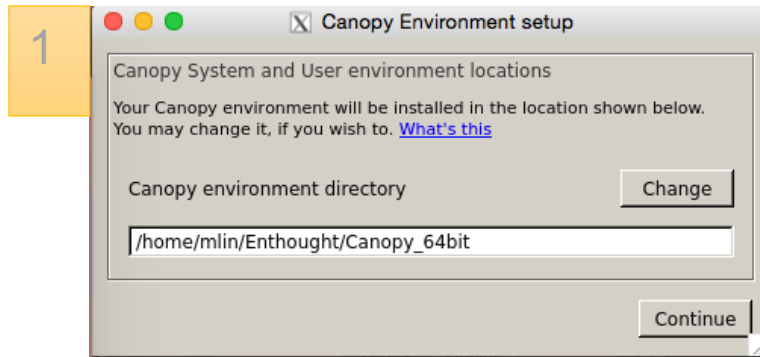 1
Canopy Environment setup
Canopy System and User environment locations
Your Canopy environment will be installed in the location shown below.
You may change it, if you wish to. What's this
Canopy environment directory
Change
/home/mlin/Enthought/Canopy_64bit
Continue